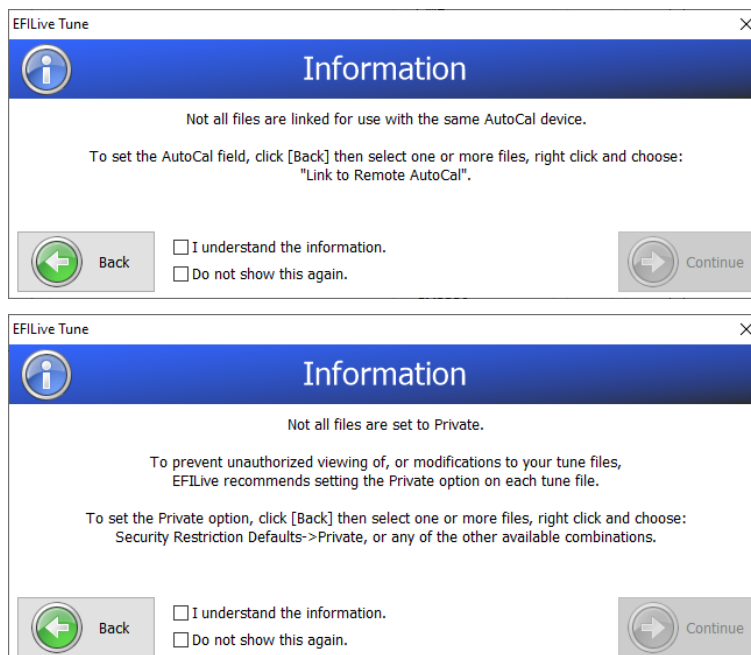 EFILive Tune
Information
Not all files are linked for use with the same AutoCal device.
To set the AutoCal field, click [Back] then select one or more files, right click and choose:
"Link to Remote AutoCal".
Back
I understand the information.
Do not show this again.
Continue
EFILive Tune
Information
Not all files are set to Private.
To prevent unauthorized viewing of, or modifications to your tune files,
EFILive recommends setting the Private option on each tune file.
To set the Private option, click [Back] then select one or more files, right click and choose:
Security Restriction Defaults->Private, or any of the other available combinations.
Back
I understand the information.
Do not show this again.
Continue